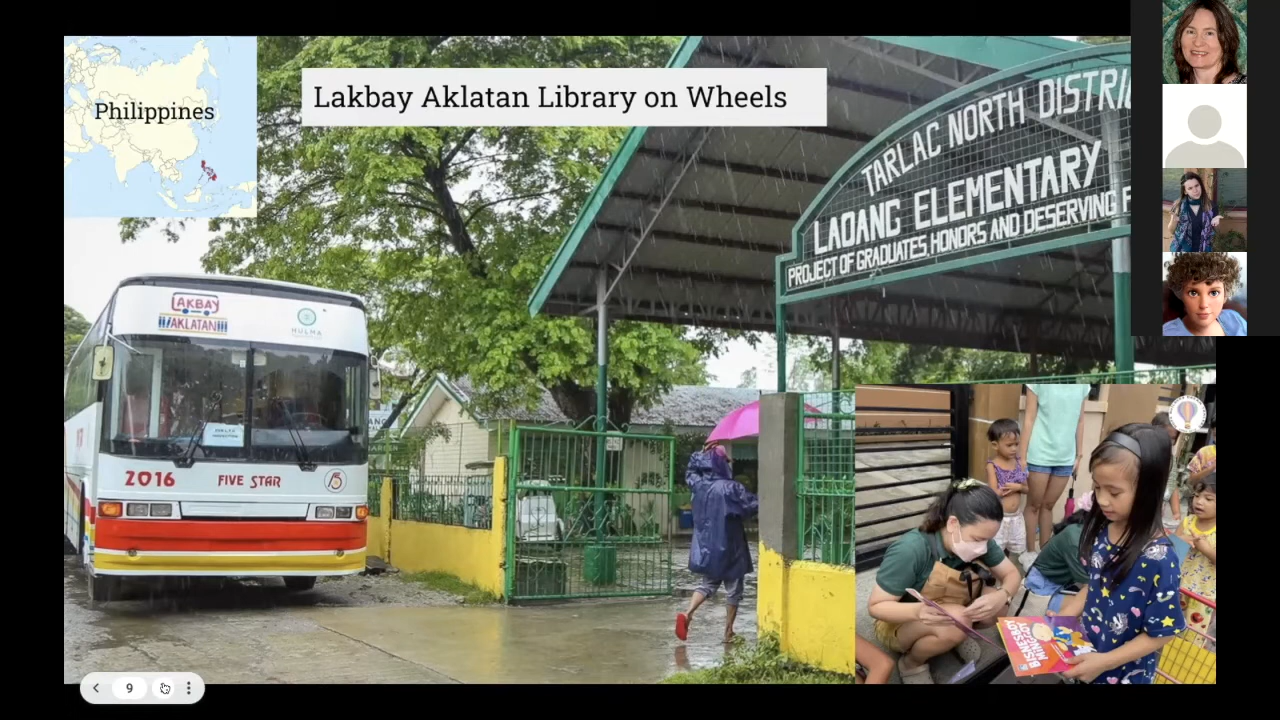 Philippines
Lakbay Aklatan Library on Wheels
TARLAC NORTH DISTRI
LAOANG ELEMENTARY
PROJECT OF GRADUATES, HONORS AND DESERVING P
LAKBAY
AKLATAN
HULMA
2016 FIVE STAR
BISNESBOY
9